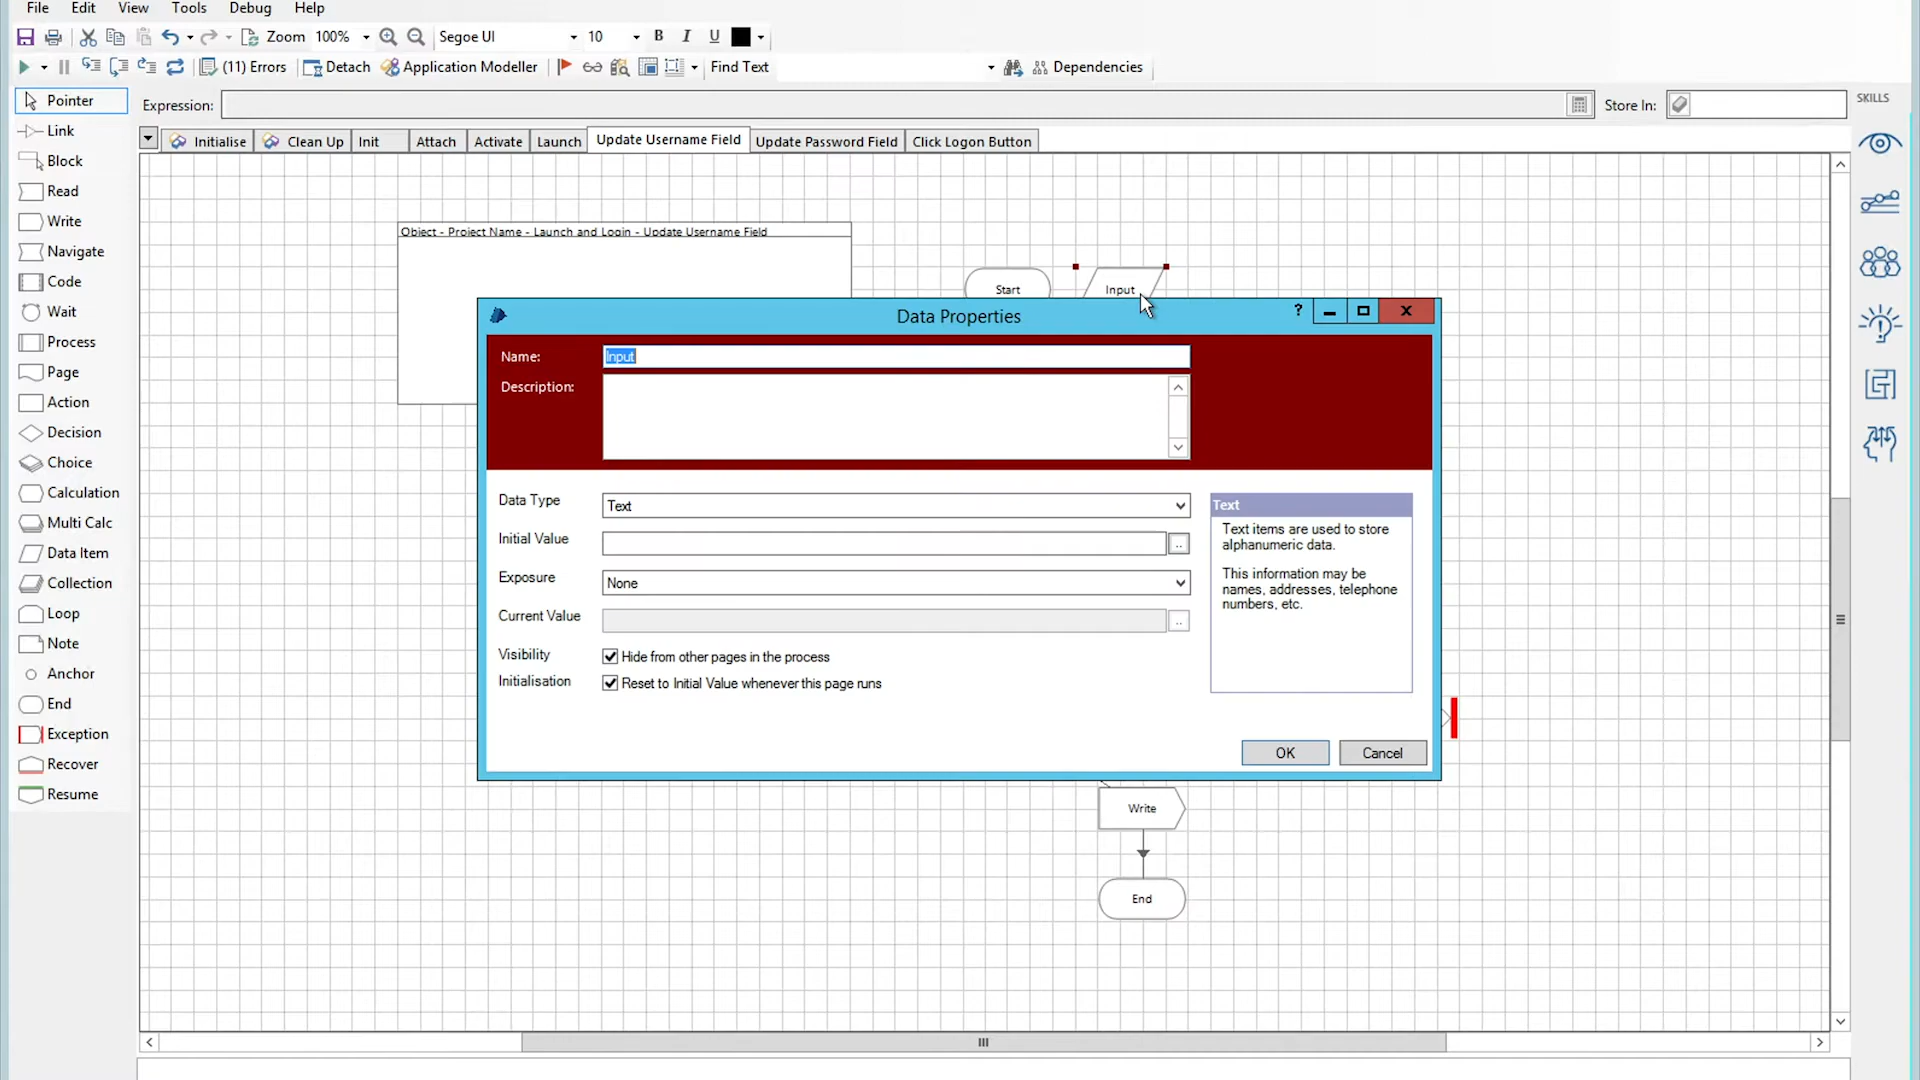 File Edit View Tools Debug Help
Zoom 100% Segoe UI 10 B I U
(11) Errors Detach Application Modeller Find Text Dependencies
Pointer
Expression: Store In:
SKILLS
Link
Initialise Clean Up Init Attach Activate Launch Update Username Field Update Password Field Click Logon Button
Block
Read
Write
Navigate
Code
Wait
Process
Page
Action
Decision
Choice
Calculation
Multi Calc
Data Item
Collection
Loop
Note
Anchor
End
Exception
Recover
Resume
Object - Project Name - Launch and Login - Update Username Field
Start
Input
Data Properties
?
Name: Input
Description:
Data Type Text
Initial Value
..
Exposure None
Current Value
..
Visibility Hide from other pages in the process
Initialisation Reset to Initial Value whenever this page runs
Text
Text items are used to store
alphanumeric data.
This information may be
names, addresses, telephone
numbers, etc.
OK Cancel
Write
End